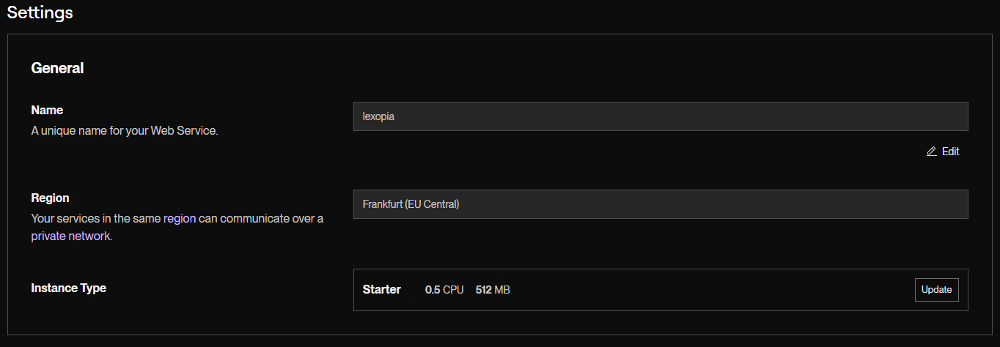 Settings
General
Name
A unique name for your Web Service.
lexopia
Edit
Region
Your services in the same region can communicate over a
private network.
Frankfurt (EU Central)
Instance Type
Starter 0.5 CPU 512 MB
Update